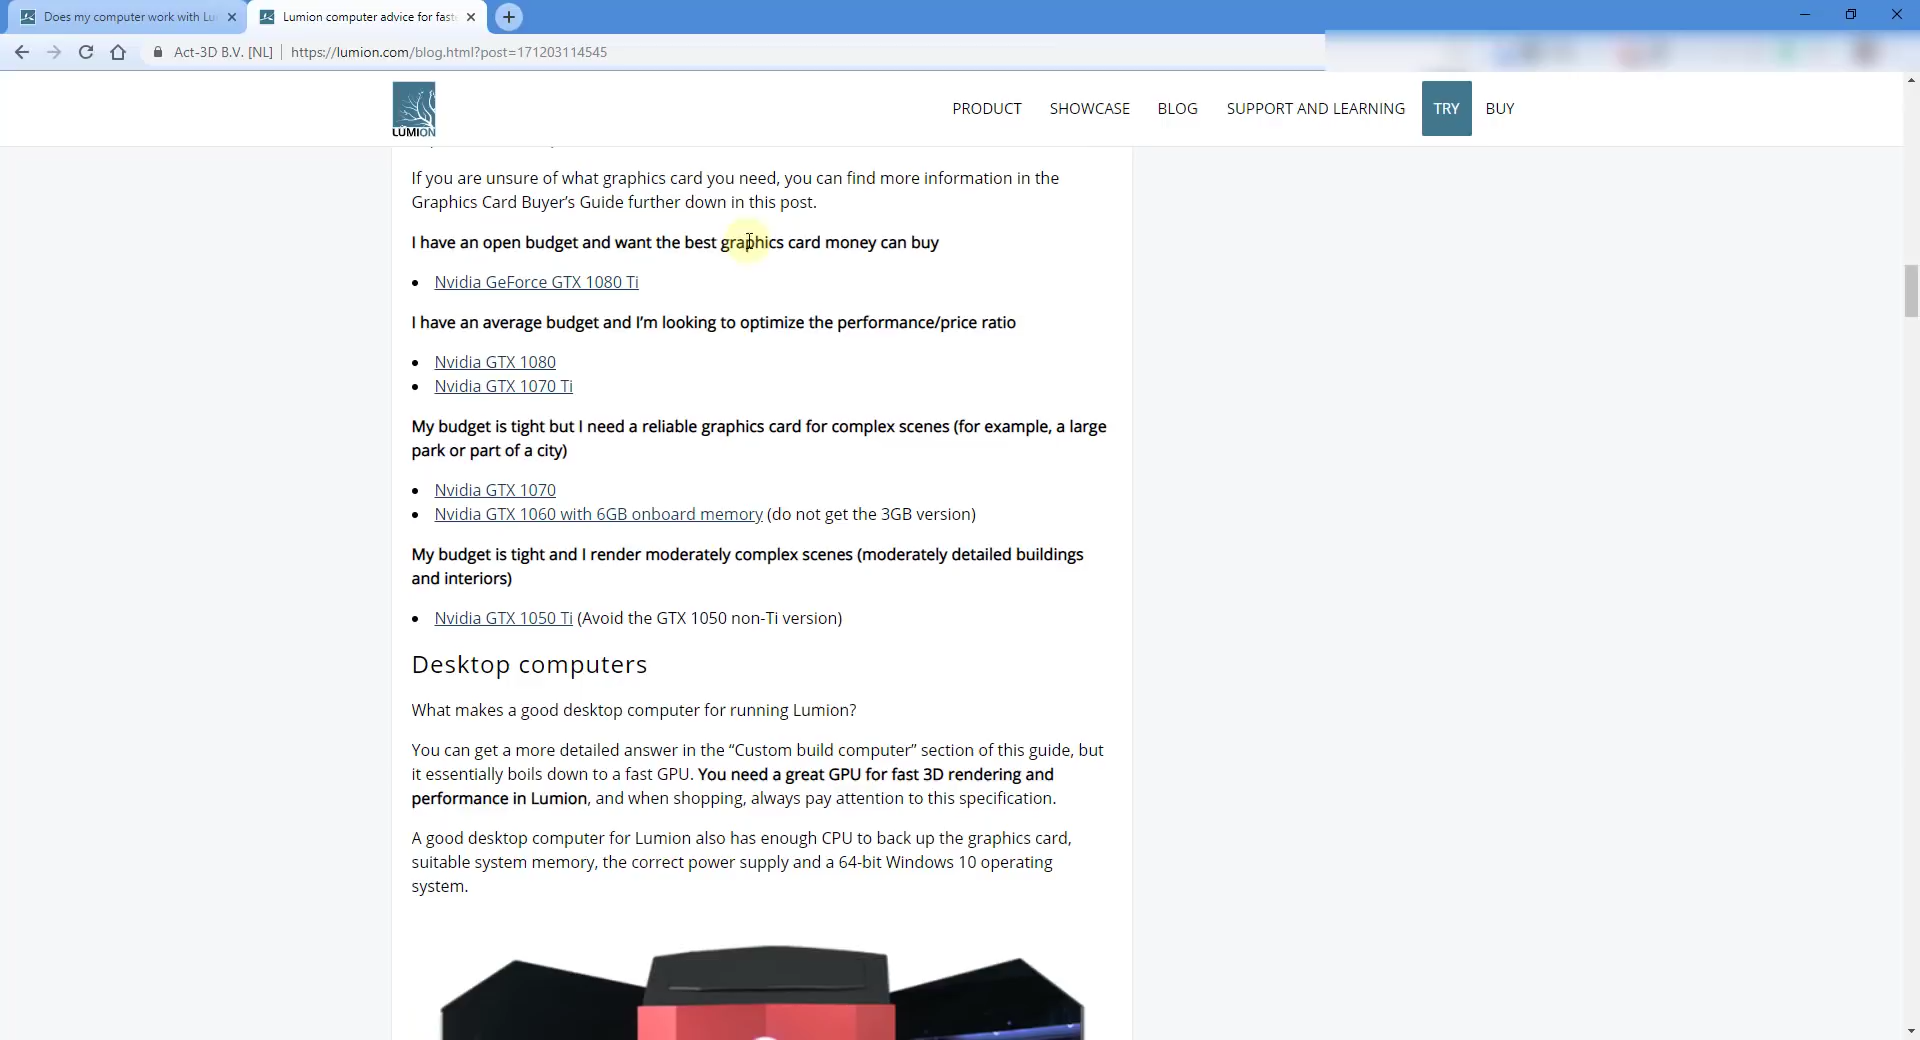 Does my computer work with Lu
Lumion computer advice for fast
Act-3D B.V. [NL] | https://lumion.com/blog.html?post=171203114545
LUMION
PRODUCT SHOWCASE BLOG SUPPORT AND LEARNING TRY BUY
If you are unsure of what graphics card you need, you can find more information in the
Graphics Card Buyer’s Guide further down in this post.
I have an open budget and want the best graphics card money can buy
• Nvidia GeForce GTX 1080 Ti
I have an average budget and I’m looking to optimize the performance/price ratio
• Nvidia GTX 1080
• Nvidia GTX 1070 Ti
My budget is tight but I need a reliable graphics card for complex scenes (for example, a large
park or part of a city)
• Nvidia GTX 1070
• Nvidia GTX 1060 with 6GB onboard memory (do not get the 3GB version)
My budget is tight and I render moderately complex scenes (moderately detailed buildings
and interiors)
• Nvidia GTX 1050 Ti (Avoid the GTX 1050 non-Ti version)
Desktop computers
What makes a good desktop computer for running Lumion?
You can get a more detailed answer in the “Custom build computer” section of this guide, but
it essentially boils down to a fast GPU. You need a great GPU for fast 3D rendering and
performance in Lumion, and when shopping, always pay attention to this specification.
A good desktop computer for Lumion also has enough CPU to back up the graphics card,
suitable system memory, the correct power supply and a 64-bit Windows 10 operating
system.